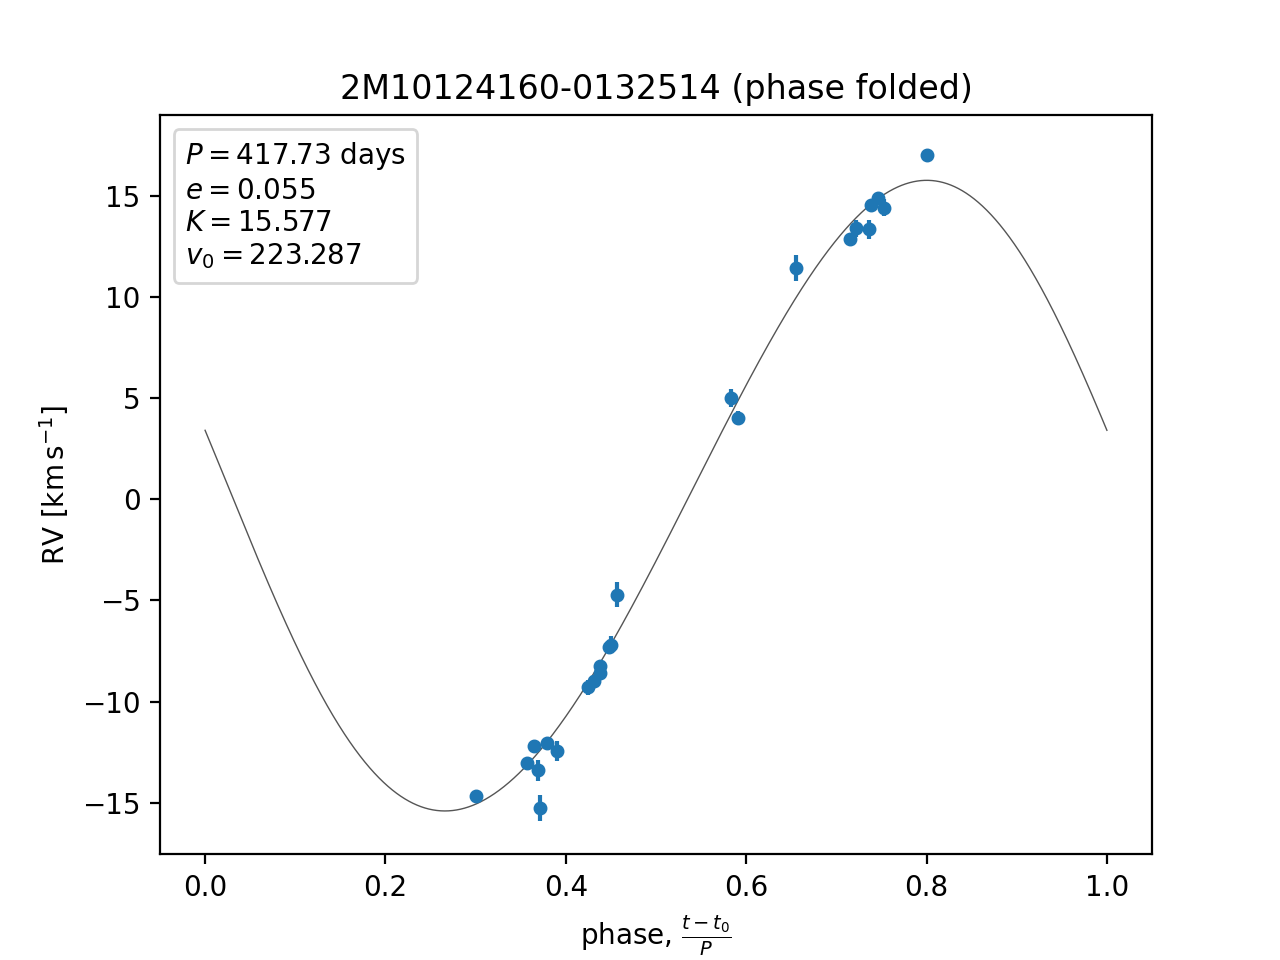 2M10124160-0132514 (phase folded)
P = 417.73 days
e = 0.055
K = 15.577
v₀ = 223.287
15
10
5
0
−5
−10
−15
RV [km s⁻¹]
0.0 0.2 0.4 0.6 0.8 1.0
phase, (t − t₀)/P